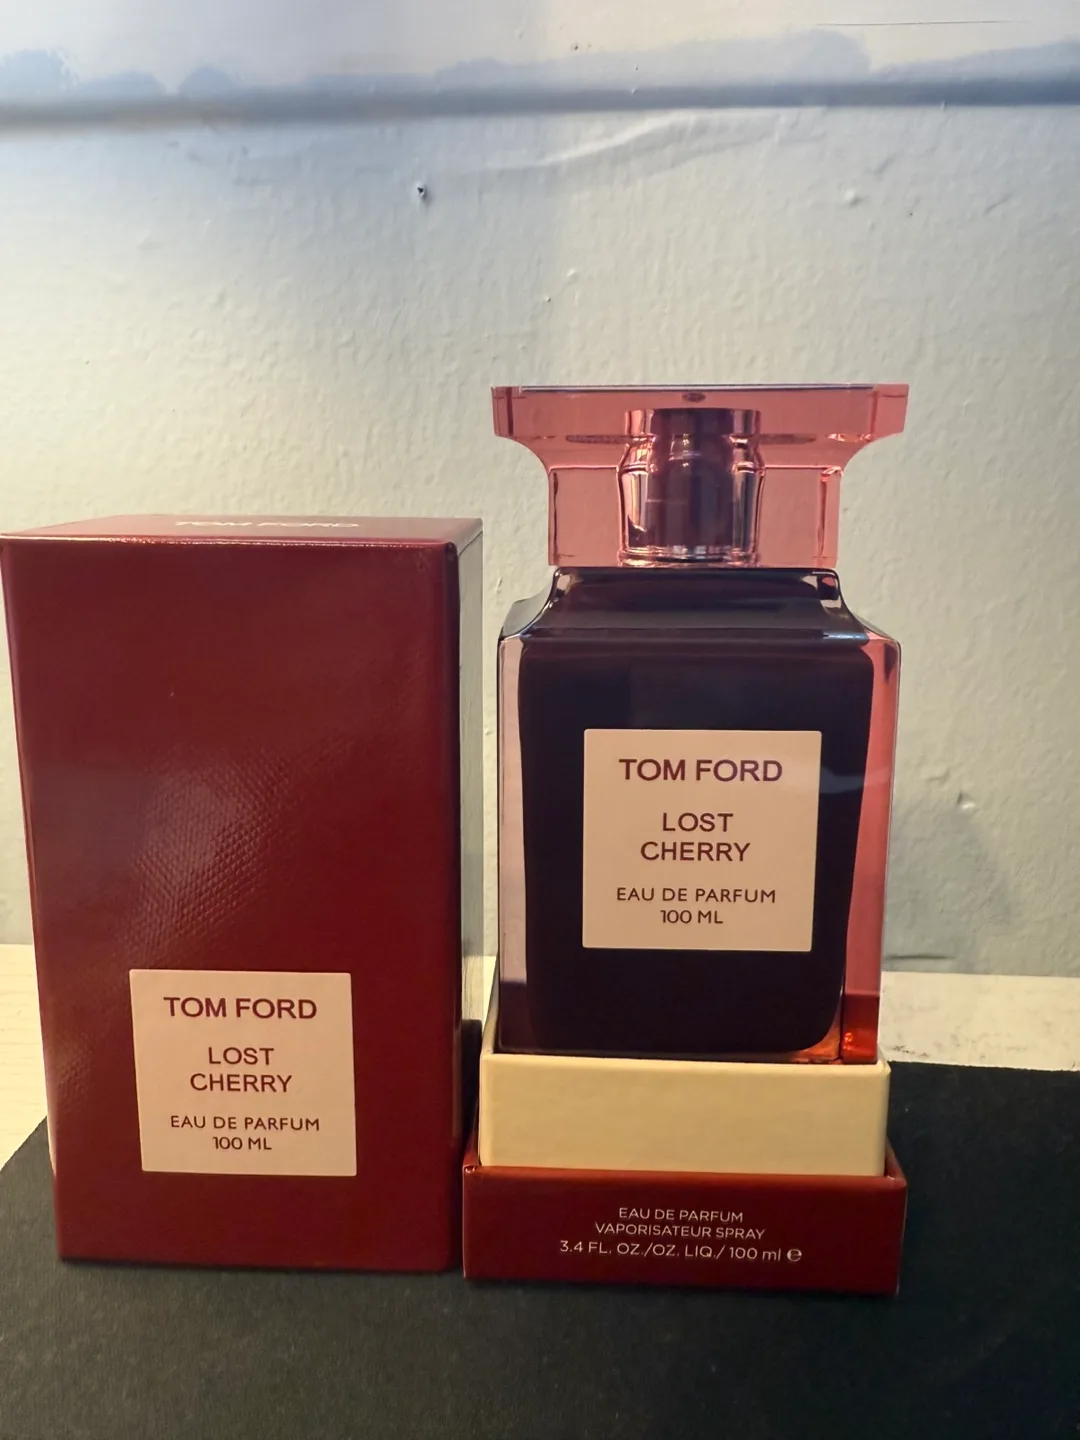 TOM FORD
TOM FORD
LOST
CHERRY
EAU DE PARFUM
100 ML
TOM FORD
LOST
CHERRY
EAU DE PARFUM
100 ML
EAU DE PARFUM
VAPORISATEUR SPRAY
3.4 FL. OZ./OZ. LIQ./ 100 ml ℮